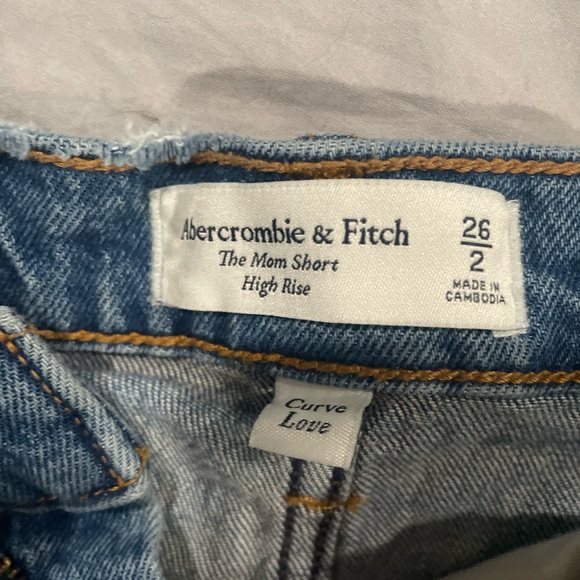 Abercrombie & Fitch
The Mom Short
High Rise
26
2
MADE IN
CAMBODIA
Curve
Love